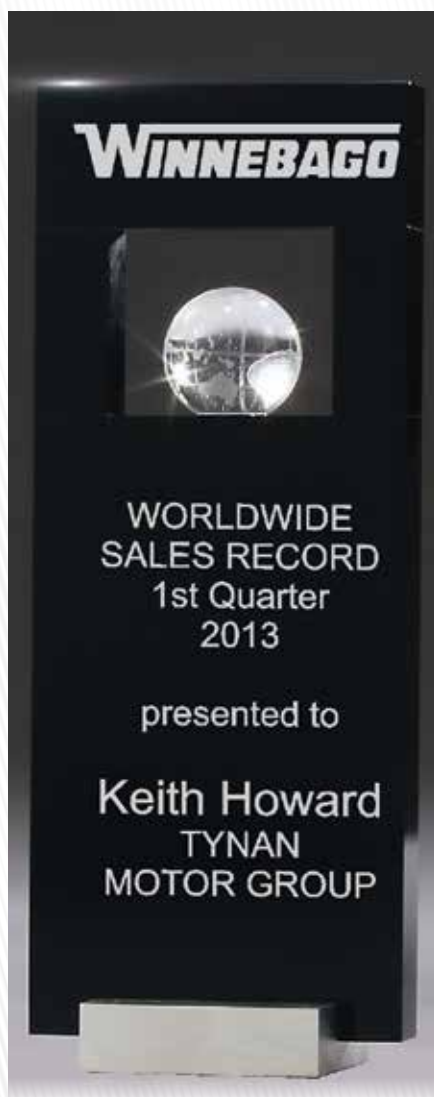 WINNEBAGO
WORLDWIDE
SALES RECORD
1st Quarter
2013
presented to
Keith Howard
TYNAN
MOTOR GROUP